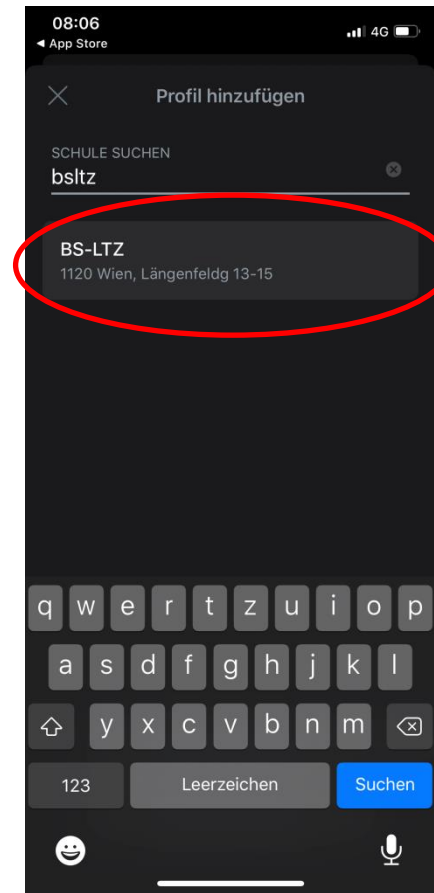 08:06
4G
◀ App Store
Profil hinzufügen
SCHULE SUCHEN
bsltz
BS-LTZ
1120 Wien, Längenfeldg 13-15
q w e r t z u i o p
a s d f g h j k l
y x c v b n m
123 Leerzeichen Suchen